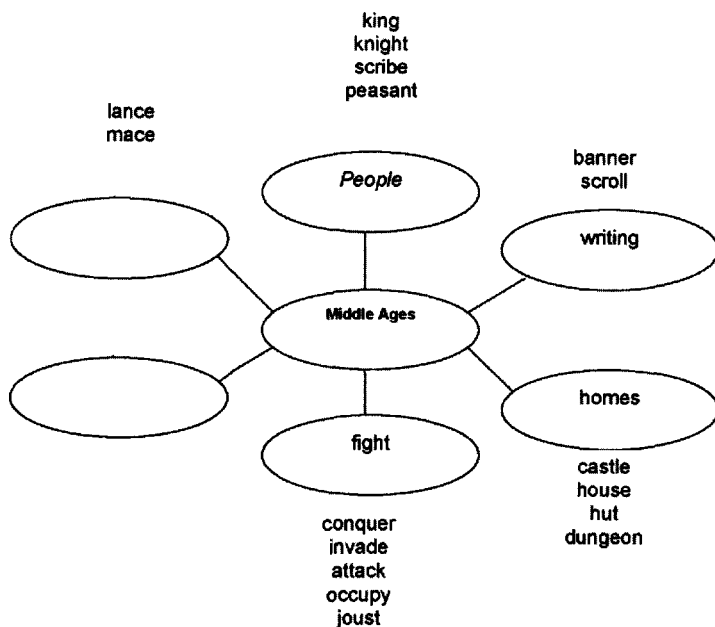 king
knight
scribe
peasant
lance
mace
People
banner
scroll
writing
Middle Ages
homes
castle
house
hut
dungeon
fight
conquer
invade
attack
occupy
joust